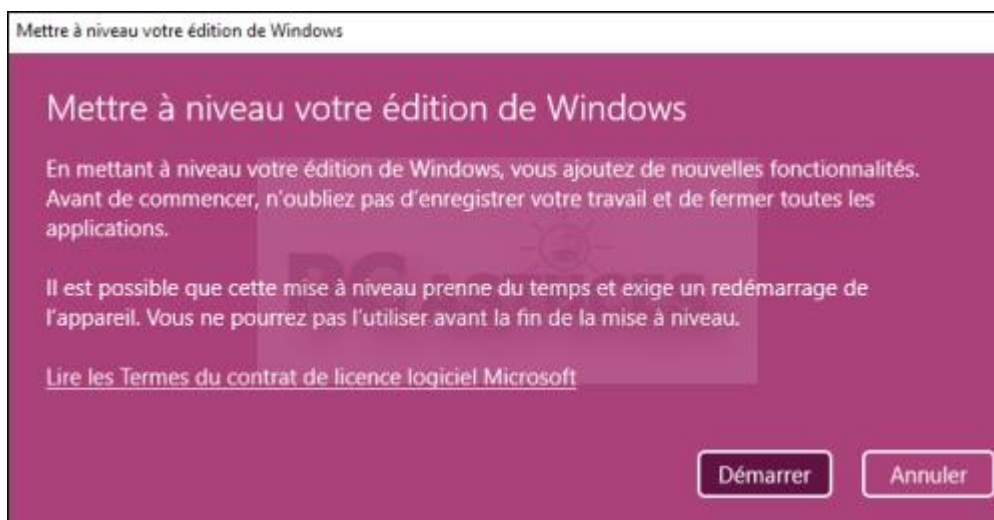 Mettre à niveau votre édition de Windows
Mettre à niveau votre édition de Windows
En mettant à niveau votre édition de Windows, vous ajoutez de nouvelles fonctionnalités.
Avant de commencer, n'oubliez pas d'enregistrer votre travail et de fermer toutes les
applications.
PC ASTUCES
Il est possible que cette mise à niveau prenne du temps et exige un redémarrage de
l'appareil. Vous ne pourrez pas l'utiliser avant la fin de la mise à niveau.
Lire les Termes du contrat de licence logiciel Microsoft
Démarrer
Annuler